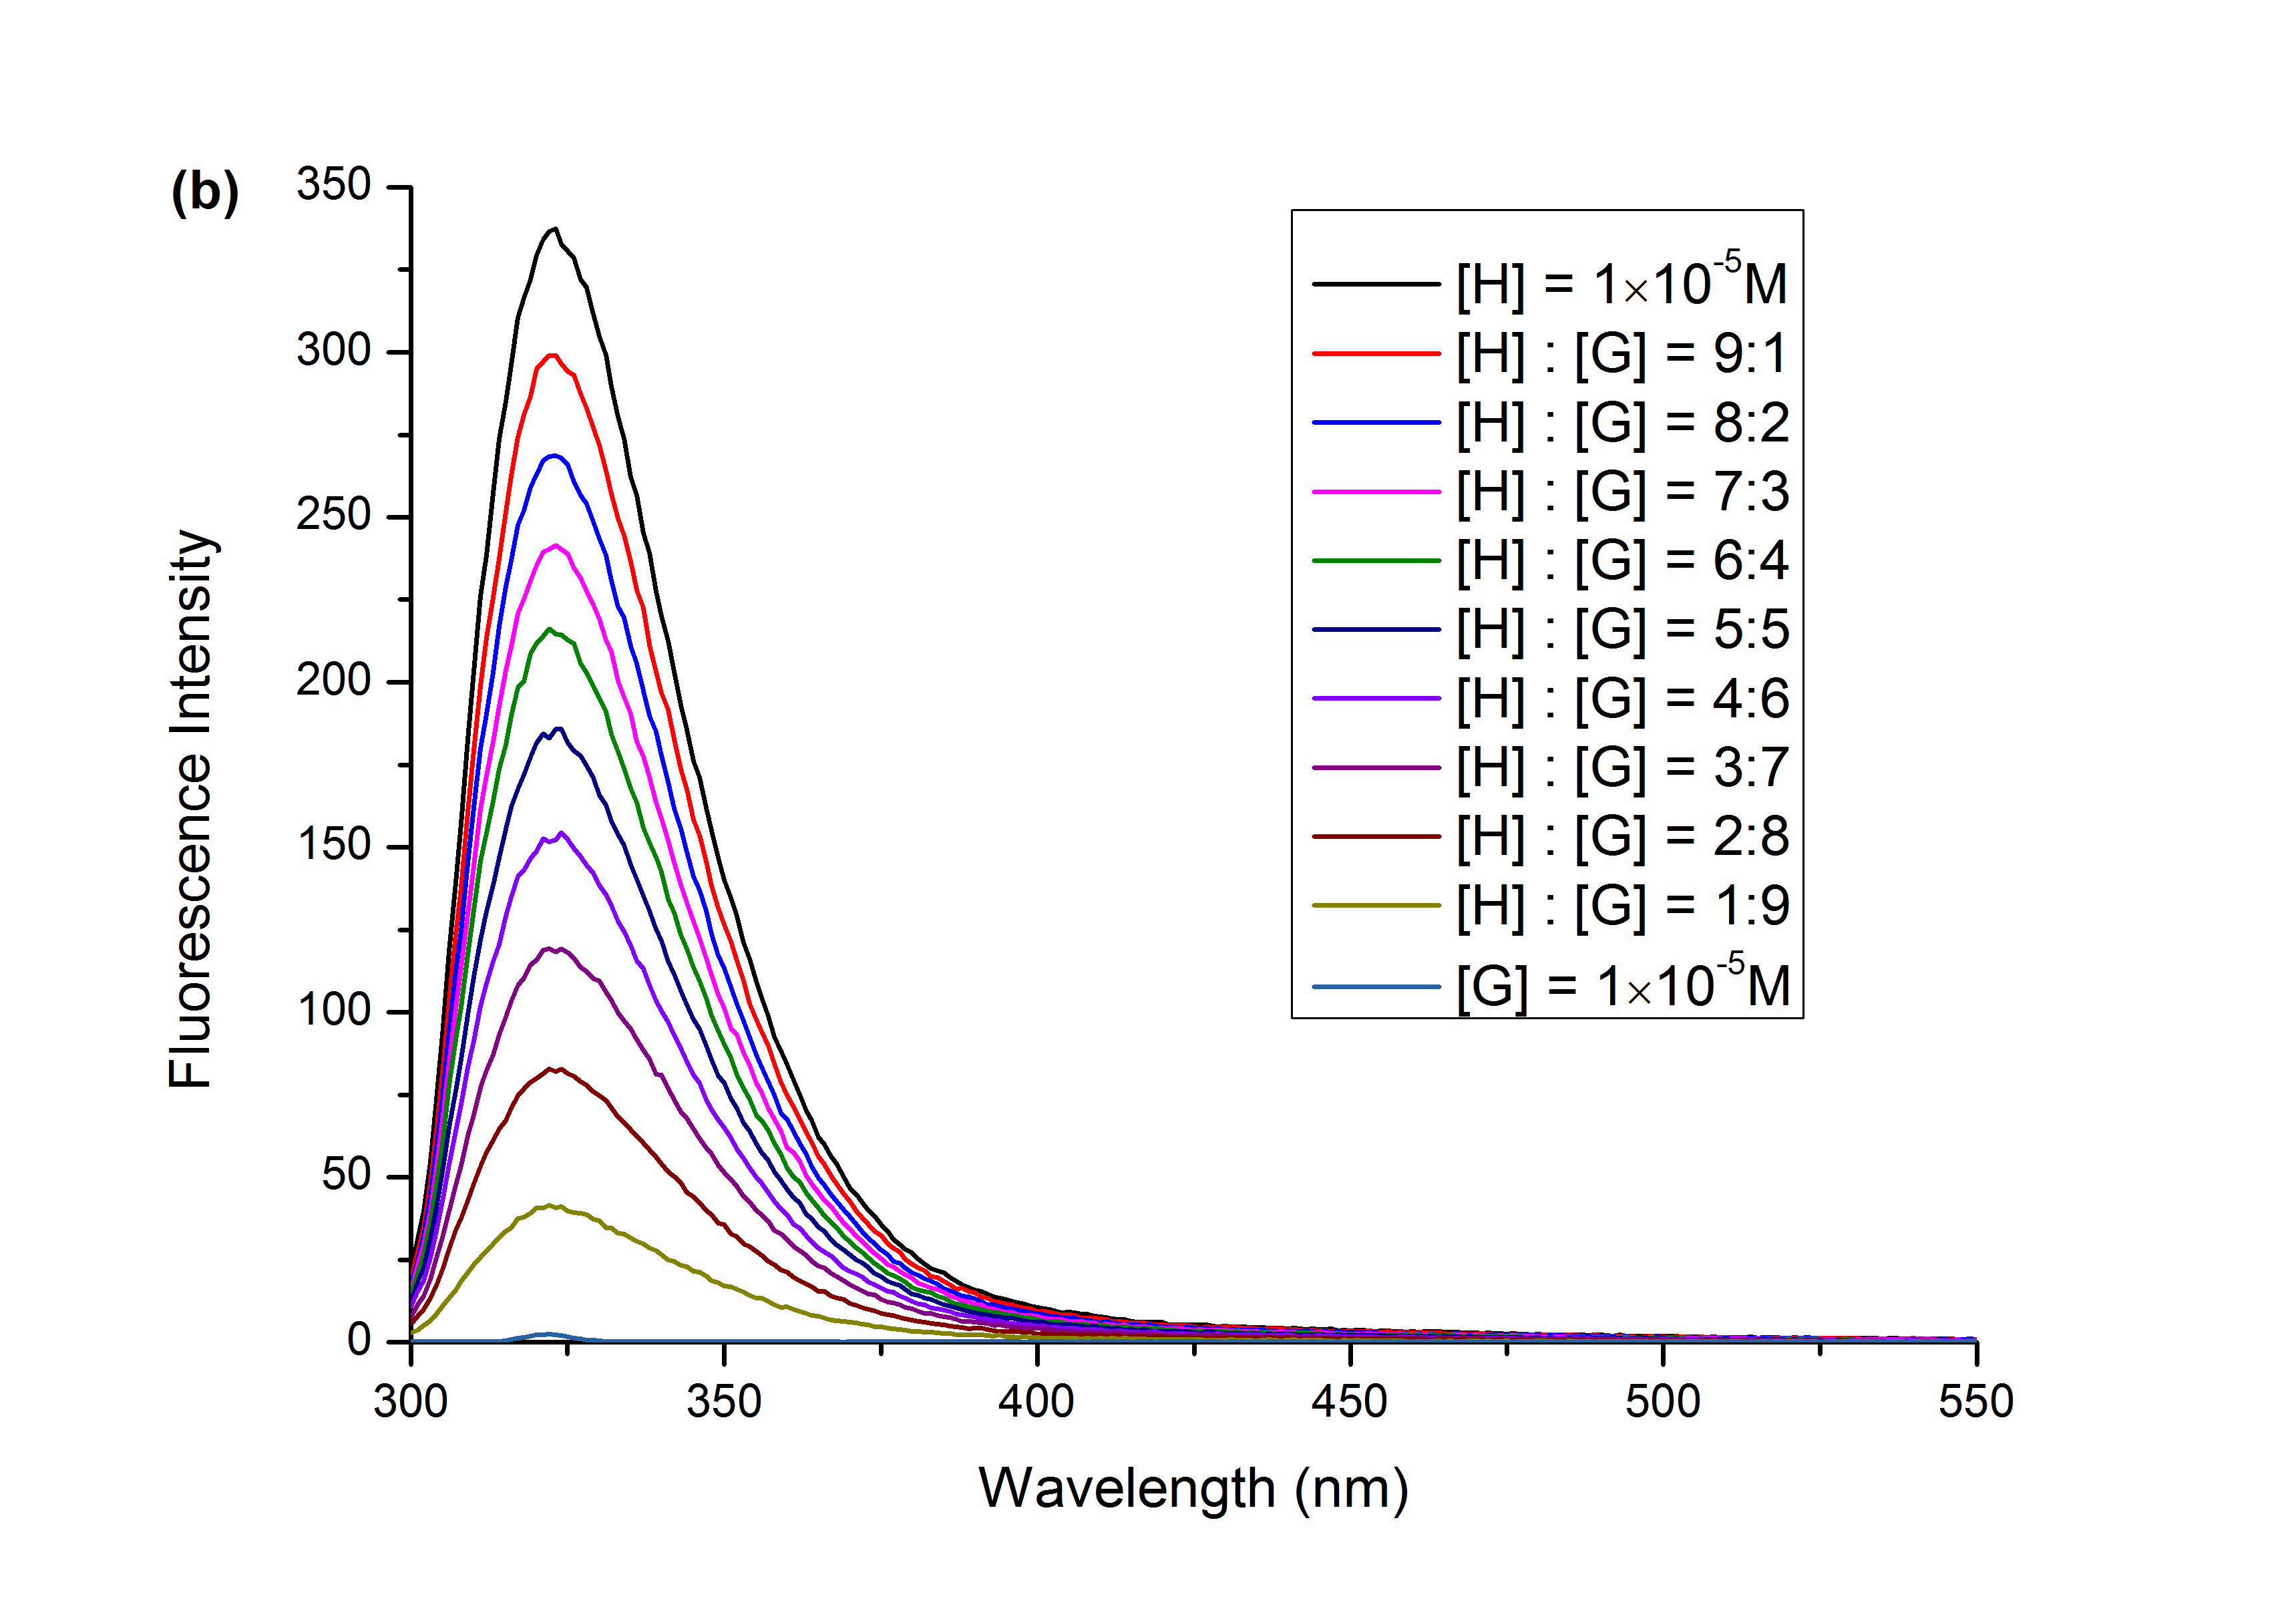 (b)
350
300
250
200
150
100
50
0
Fluorescence Intensity
[H] = 1×10⁻⁵M
[H] : [G] = 9:1
[H] : [G] = 8:2
[H] : [G] = 7:3
[H] : [G] = 6:4
[H] : [G] = 5:5
[H] : [G] = 4:6
[H] : [G] = 3:7
[H] : [G] = 2:8
[H] : [G] = 1:9
[G] = 1×10⁻⁵M
300 350 400 450 500 550
Wavelength (nm)